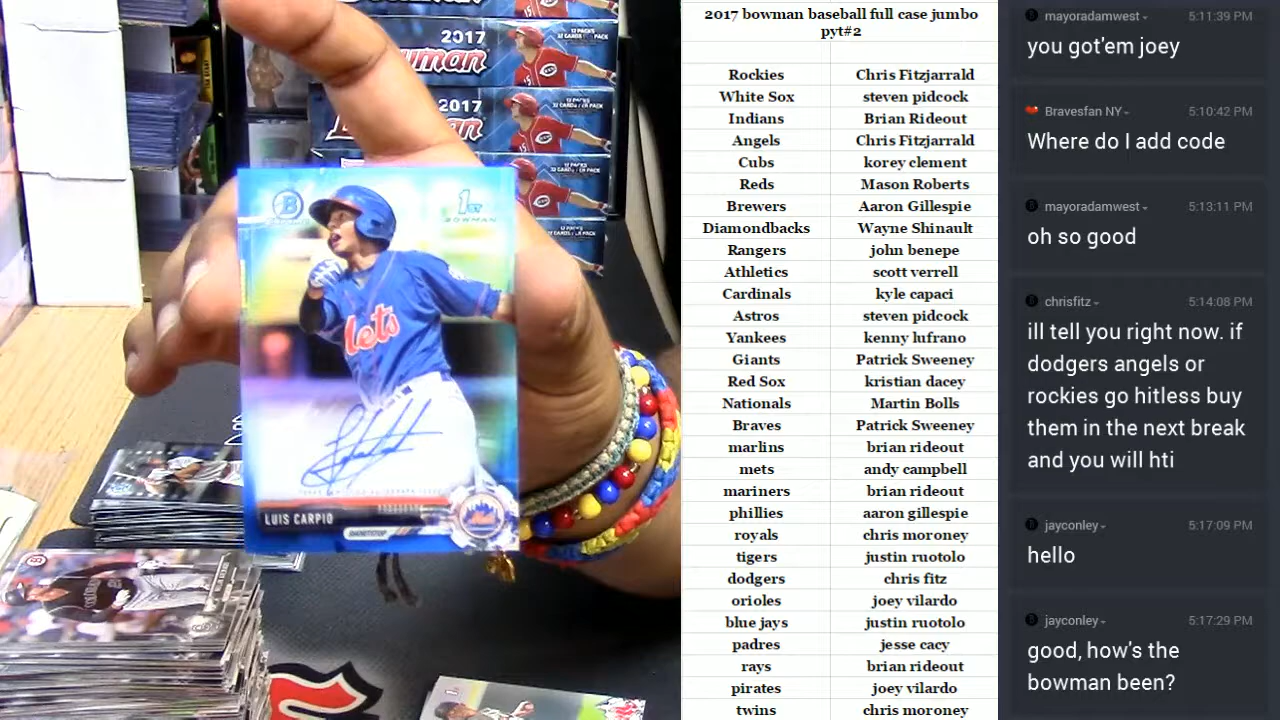 2017
wman
2017
1ST
BOWMAN
Mets
LUIS CARPIO
SHORTSTOP
2017 bowman baseball full case jumbo
pyt#2
Rockies Chris Fitzjarrald
White Sox steven pidcock
Indians Brian Rideout
Angels Chris Fitzjarrald
Cubs korey clement
Reds Mason Roberts
Brewers Aaron Gillespie
Diamondbacks Wayne Shinault
Rangers john benepe
Athletics scott verrell
Cardinals kyle capaci
Astros steven pidcock
Yankees kenny lufrano
Giants Patrick Sweeney
Red Sox kristian dacey
Nationals Martin Bolls
Braves Patrick Sweeney
marlins brian rideout
mets andy campbell
mariners brian rideout
phillies aaron gillespie
royals chris moroney
tigers justin ruotolo
dodgers chris fitz
orioles joey vilardo
blue jays justin ruotolo
padres jesse cacy
rays brian rideout
pirates joey vilardo
twins chris moroney
mayoradamwest 5:11:39 PM
you got'em joey
Bravesfan NY 5:10:42 PM
Where do I add code
mayoradamwest 5:13:11 PM
oh so good
chrisfitz 5:14:08 PM
ill tell you right now. if
dodgers angels or
rockies go hitless buy
them in the next break
and you will hti
jayconley 5:17:09 PM
hello
jayconley 5:17:29 PM
good, how's the
bowman been?